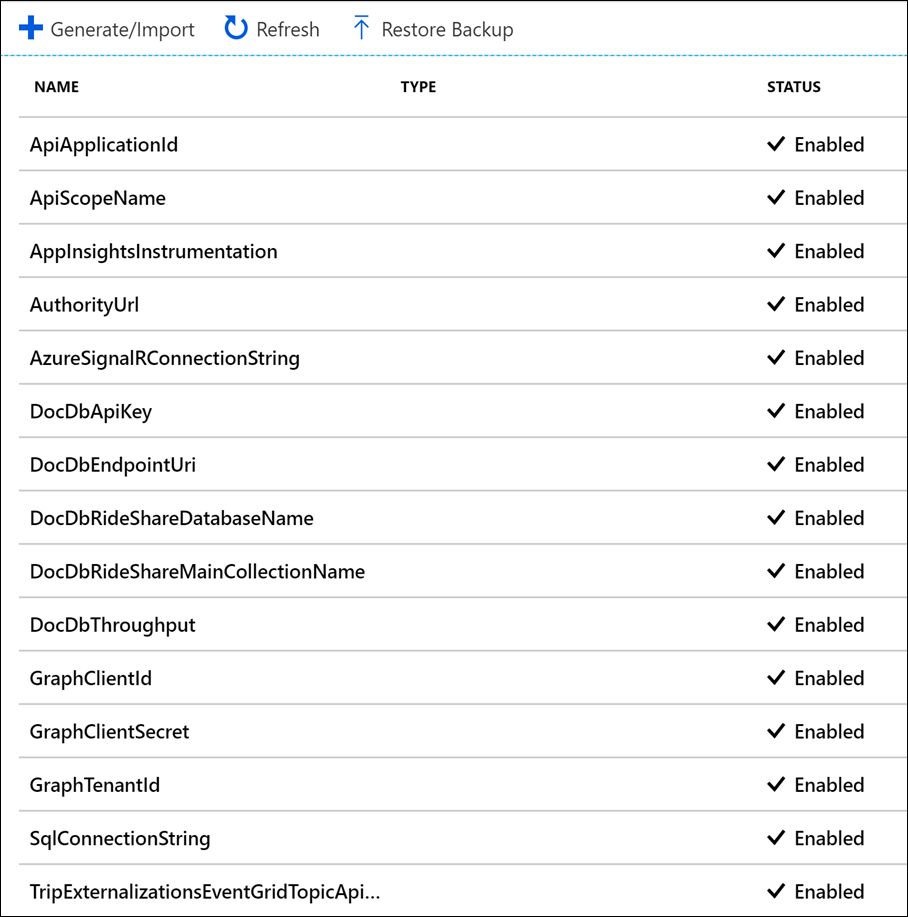 Generate/Import Refresh Restore Backup
NAME TYPE STATUS
ApiApplicationId Enabled
ApiScopeName Enabled
AppInsightsInstrumentation Enabled
AuthorityUrl Enabled
AzureSignalRConnectionString Enabled
DocDbApiKey Enabled
DocDbEndpointUri Enabled
DocDbRideShareDatabaseName Enabled
DocDbRideShareMainCollectionName Enabled
DocDbThroughput Enabled
GraphClientId Enabled
GraphClientSecret Enabled
GraphTenantId Enabled
SqlConnectionString Enabled
TripExternalizationsEventGridTopicApi... Enabled